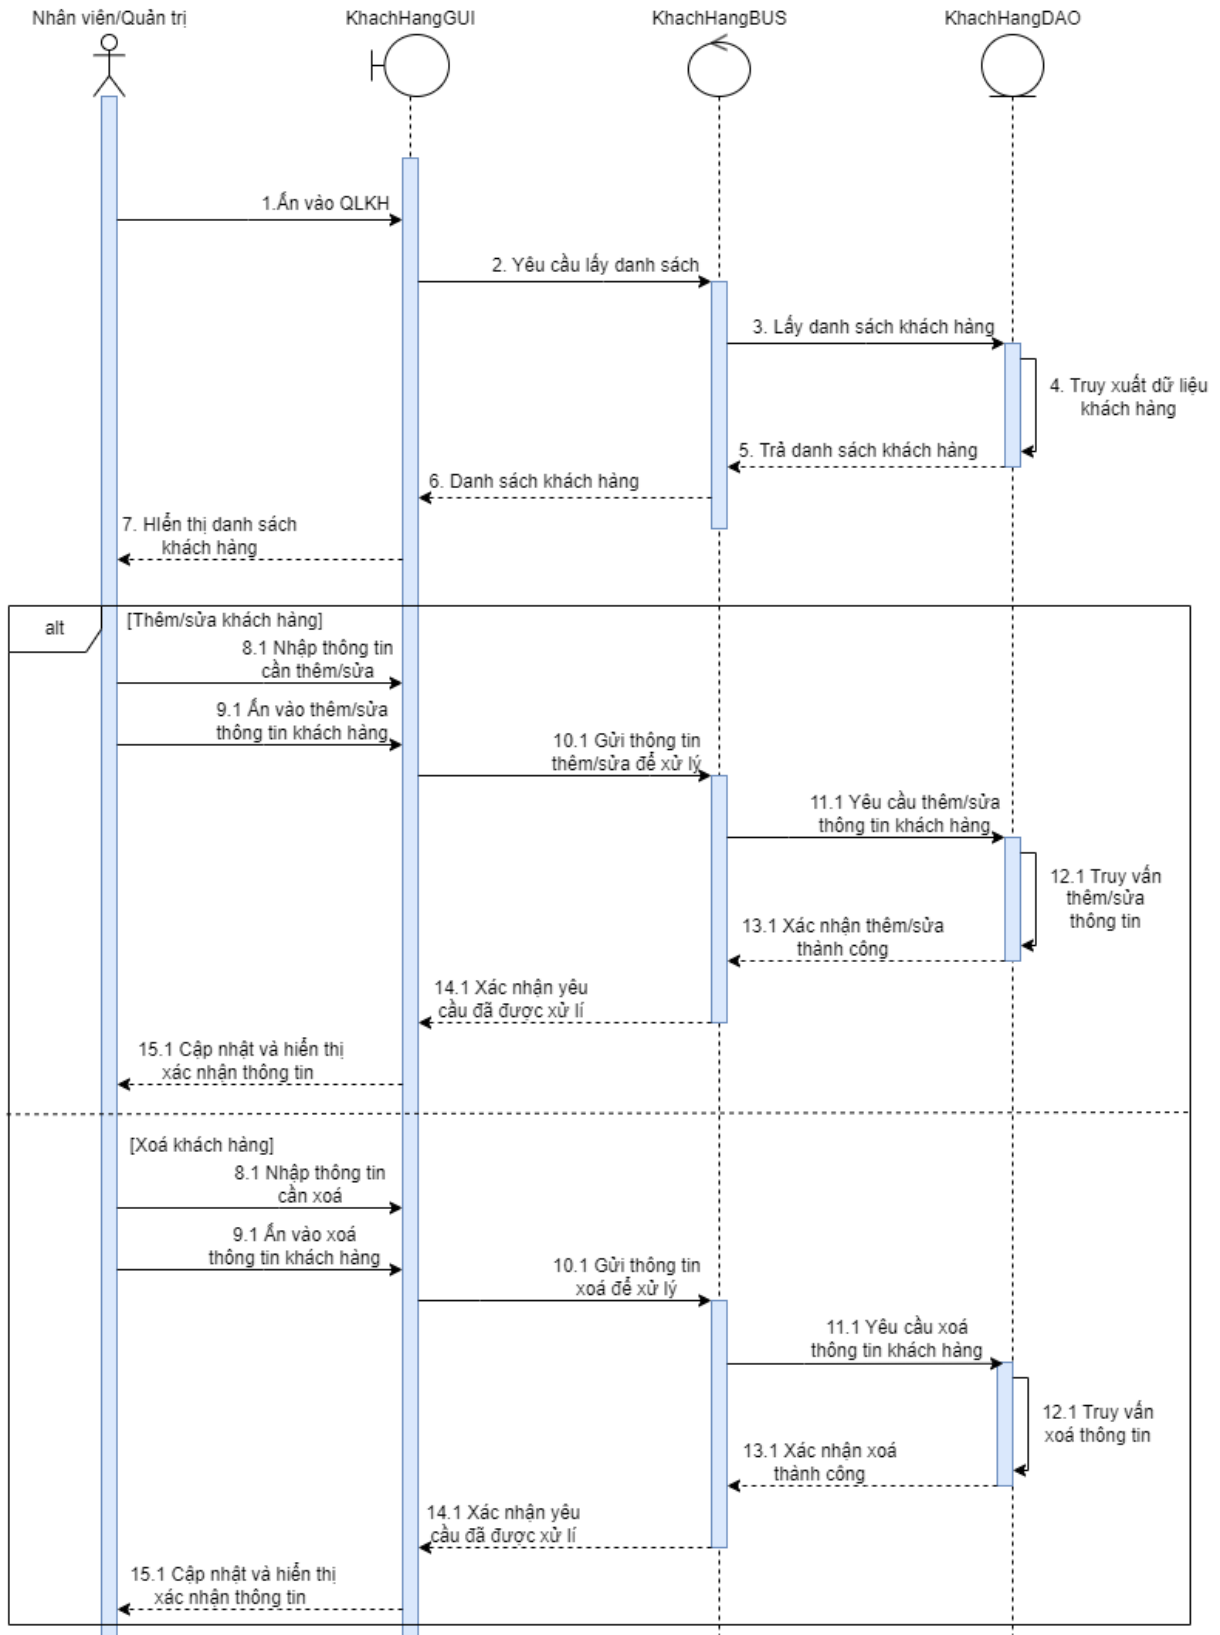 Nhân viên/Quản trị
KhachHangGUI
KhachHangBUS
KhachHangDAO
1.Ấn vào QLKH
2. Yêu cầu lấy danh sách
3. Lấy danh sách khách hàng
4. Truy xuất dữ liệu
khách hàng
5. Trả danh sách khách hàng
6. Danh sách khách hàng
7. HIển thị danh sách
khách hàng
alt
[Thêm/sửa khách hàng]
8.1 Nhập thông tin
cần thêm/sửa
9.1 Ấn vào thêm/sửa
thông tin khách hàng
10.1 Gửi thông tin
thêm/sửa để xử lý
11.1 Yêu cầu thêm/sửa
thông tin khách hàng
12.1 Truy vấn
thêm/sửa
thông tin
13.1 Xác nhận thêm/sửa
thành công
14.1 Xác nhận yêu
cầu đã được xử lí
15.1 Cập nhật và hiển thị
xác nhận thông tin
[Xoá khách hàng]
8.1 Nhập thông tin
cần xoá
9.1 Ấn vào xoá
thông tin khách hàng
10.1 Gửi thông tin
xoá để xử lý
11.1 Yêu cầu xoá
thông tin khách hàng
12.1 Truy vấn
xoá thông tin
13.1 Xác nhận xoá
thành công
14.1 Xác nhận yêu
cầu đã được xử lí
15.1 Cập nhật và hiển thị
xác nhận thông tin